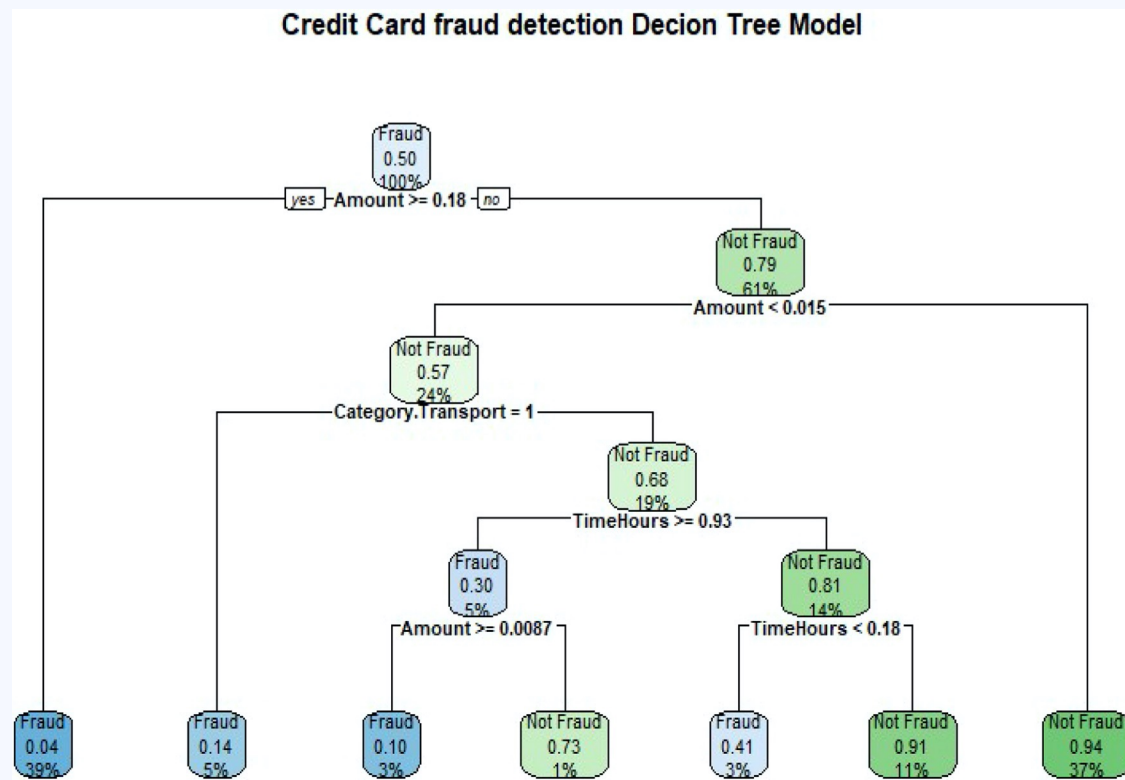 Credit Card fraud detection Decion Tree Model
Fraud
0.50
100%
yes Amount >= 0.18 no
Not Fraud
0.79
61%
Amount < 0.015
Not Fraud
0.57
24%
Category.Transport = 1
Not Fraud
0.68
19%
TimeHours >= 0.93
Fraud
0.30
5%
Not Fraud
0.81
14%
Amount >= 0.0087
TimeHours < 0.18
Fraud
0.04
39%
Fraud
0.14
5%
Fraud
0.10
3%
Not Fraud
0.73
1%
Fraud
0.41
3%
Not Fraud
0.91
11%
Not Fraud
0.94
37%